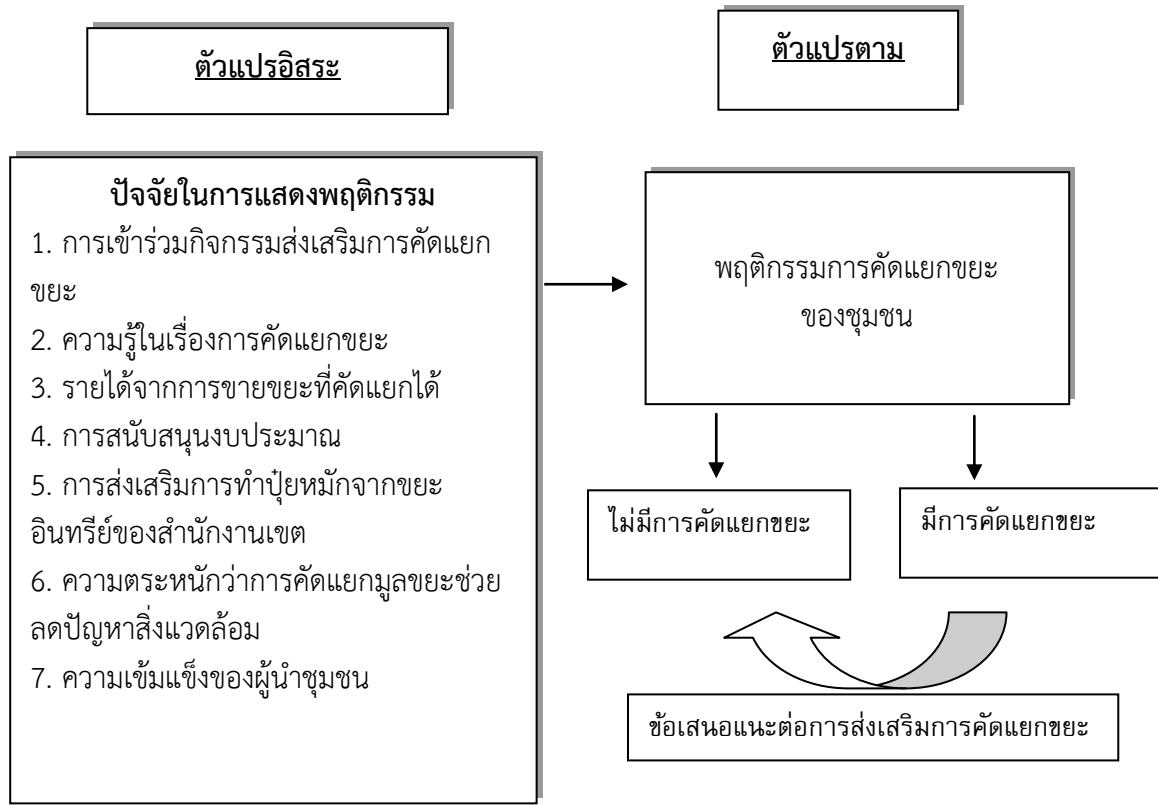 ตัวแปรอิสระ
ตัวแปรตาม
ปัจจัยในการแสดงพฤติกรรม
1. การเข้าร่วมกิจกรรมส่งเสริมการคัดแยก
ขยะ
2. ความรู้ในเรื่องการคัดแยกขยะ
3. รายได้จากการขายขยะที่คัดแยกได้
4. การสนับสนุนงบประมาณ
5. การส่งเสริมการทำปุ๋ยหมักจากขยะ
อินทรีย์ของสำนักงานเขต
6. ความตระหนักว่าการคัดแยกมูลขยะช่วย
ลดปัญหาสิ่งแวดล้อม
7. ความเข้มแข็งของผู้นำชุมชน
พฤติกรรมการคัดแยกขยะ
ของชุมชน
ไม่มีการคัดแยกขยะ
มีการคัดแยกขยะ
ข้อเสนอแนะต่อการส่งเสริมการคัดแยกขยะ